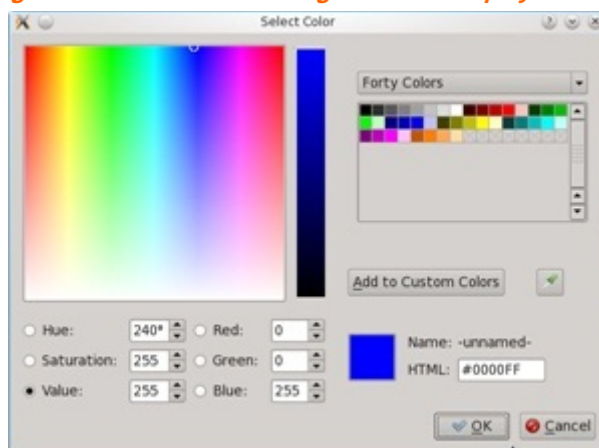 Select Color
Forty Colors
Add to Custom Colors
Hue: 240° Red: 0
Saturation: 255 Green: 0
Value: 255 Blue: 255
Name: -unnamed-
HTML: #0000FF
OK Cancel